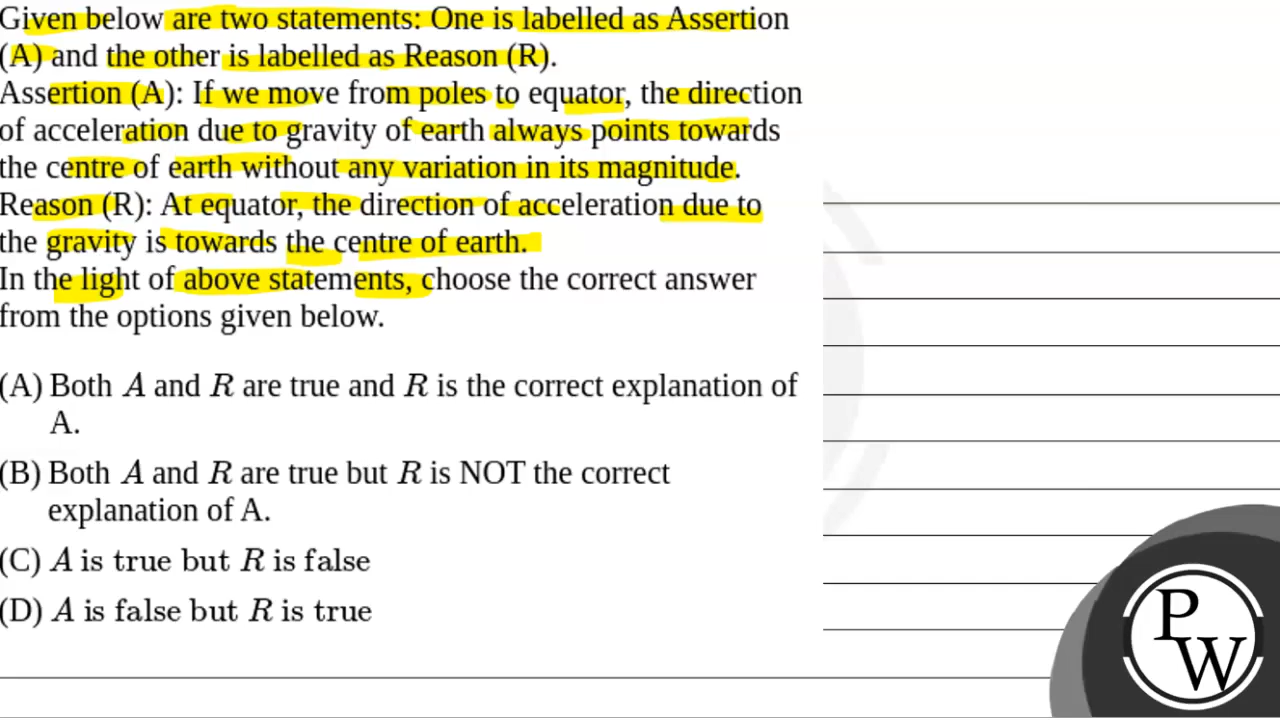 Given below are two statements: One is labelled as Assertion
(A) and the other is labelled as Reason (R).
Assertion (A): If we move from poles to equator, the direction
of acceleration due to gravity of earth always points towards
the centre of earth without any variation in its magnitude.
Reason (R): At equator, the direction of acceleration due to
the gravity is towards the centre of earth.
In the light of above statements, choose the correct answer
from the options given below.
(A) Both A and R are true and R is the correct explanation of
A.
(B) Both A and R are true but R is NOT the correct
explanation of A.
(C) A is true but R is false
(D) A is false but R is true
P
W